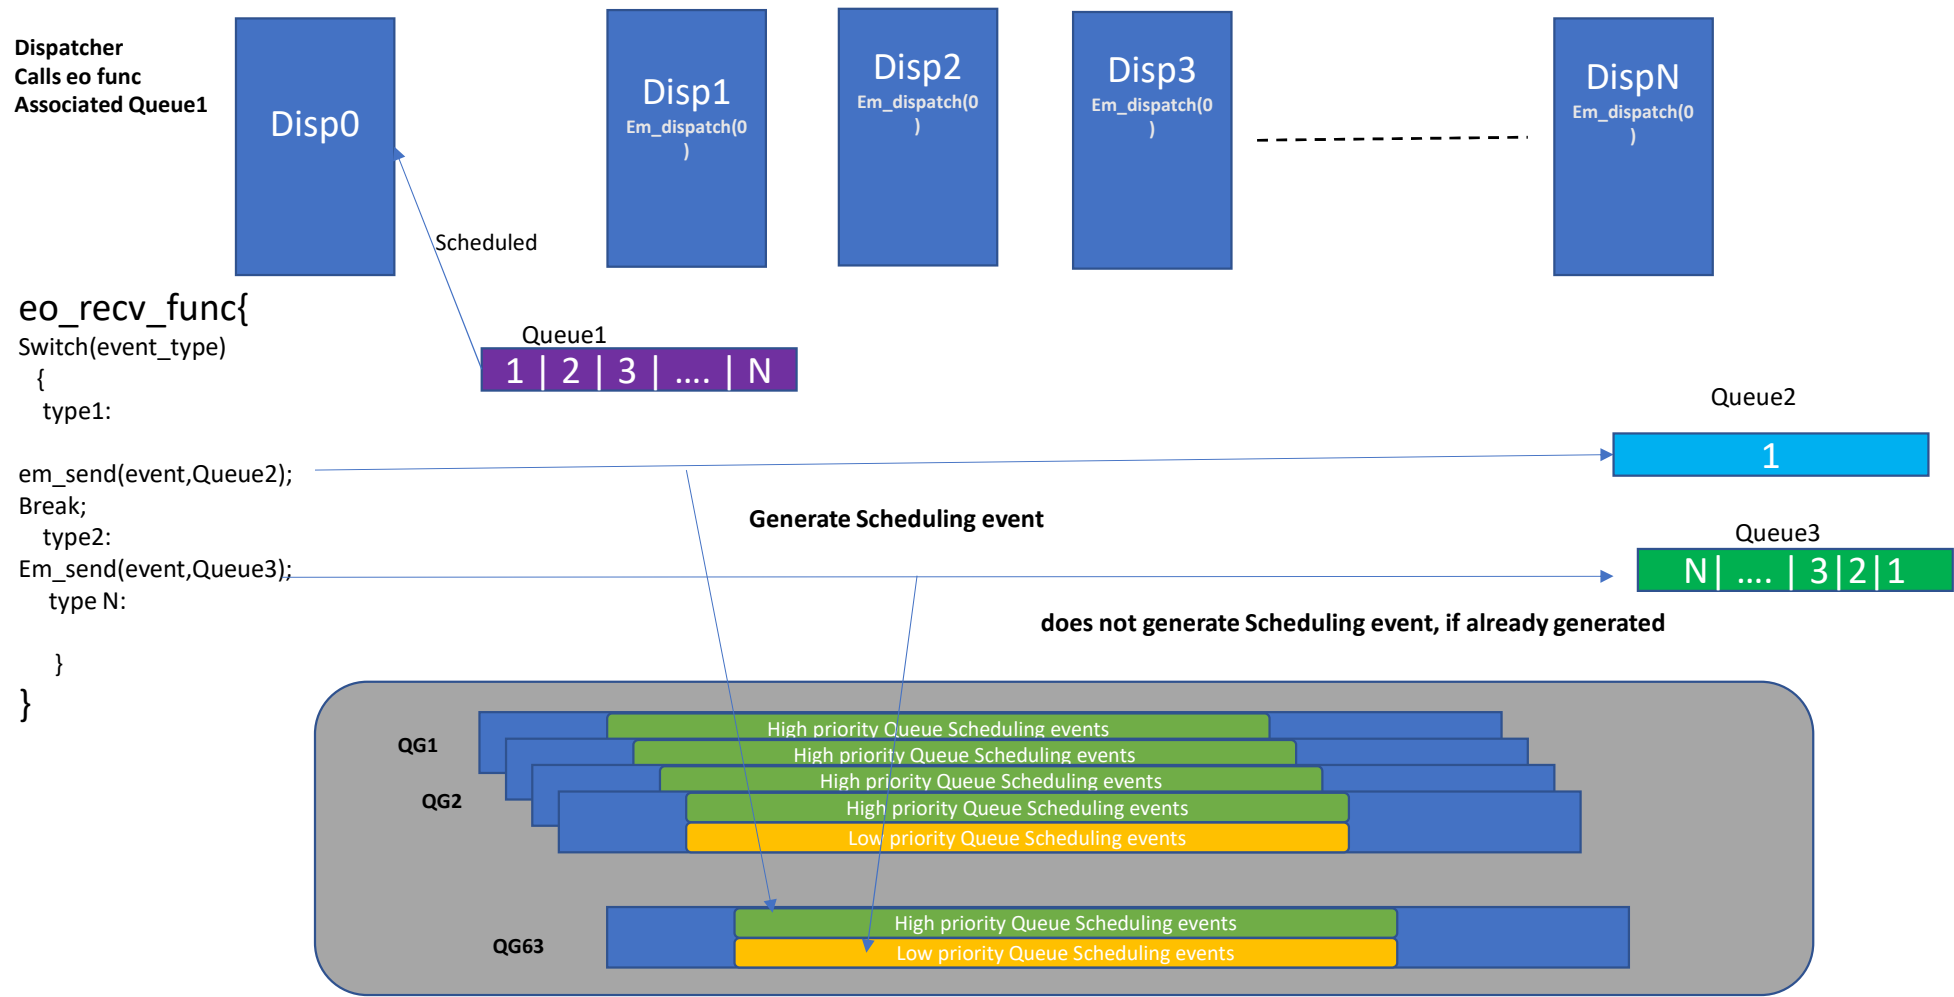 Dispatcher
Calls eo func
Associated Queue1
Disp0
Disp1
Em_dispatch(0
)
Disp2
Em_dispatch(0
)
Disp3
Em_dispatch(0
)
DispN
Em_dispatch(0
)
Scheduled
eo_recv_func{
Switch(event_type)
{
type1:
em_send(event,Queue2);
Break;
type2:
Em_send(event,Queue3);
type N:
}
}
Queue1
1 | 2 | 3 | .... | N
Queue2
1
Generate Scheduling event
Queue3
N| .... | 3|2|1
does not generate Scheduling event, if already generated
QG1
High priority Queue Scheduling events
High priority Queue Scheduling events
High priority Queue Scheduling events
QG2
High priority Queue Scheduling events
Low priority Queue Scheduling events
QG63
High priority Queue Scheduling events
Low priority Queue Scheduling events